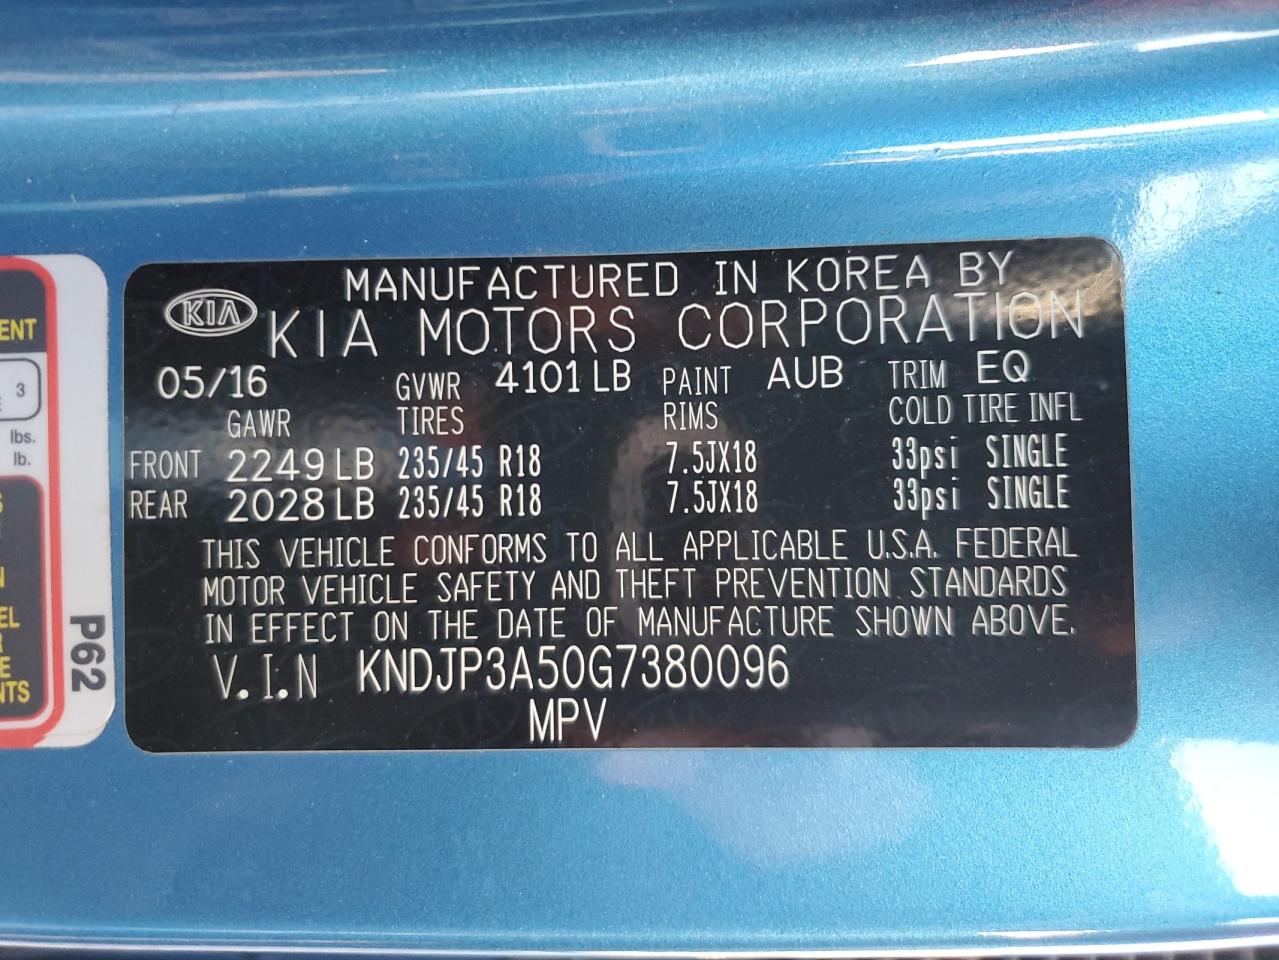 MANUFACTURED IN KOREA BY
KIA KIA MOTORS CORPORATION
05/16 GVWR 4101 LB PAINT AUB TRIM EQ
GAWR TIRES RIMS COLD TIRE INFL
FRONT 2249 LB 235/45 R18 7.5JX18 33psi SINGLE
REAR 2028 LB 235/45 R18 7.5JX18 33psi SINGLE
THIS VEHICLE CONFORMS TO ALL APPLICABLE U.S.A. FEDERAL
MOTOR VEHICLE SAFETY AND THEFT PREVENTION STANDARDS
IN EFFECT ON THE DATE OF MANUFACTURE SHOWN ABOVE.
V.I.N KNDJP3A50G7380096
MPV
ENT
3
lbs.
lb.
EL
NTS
P62